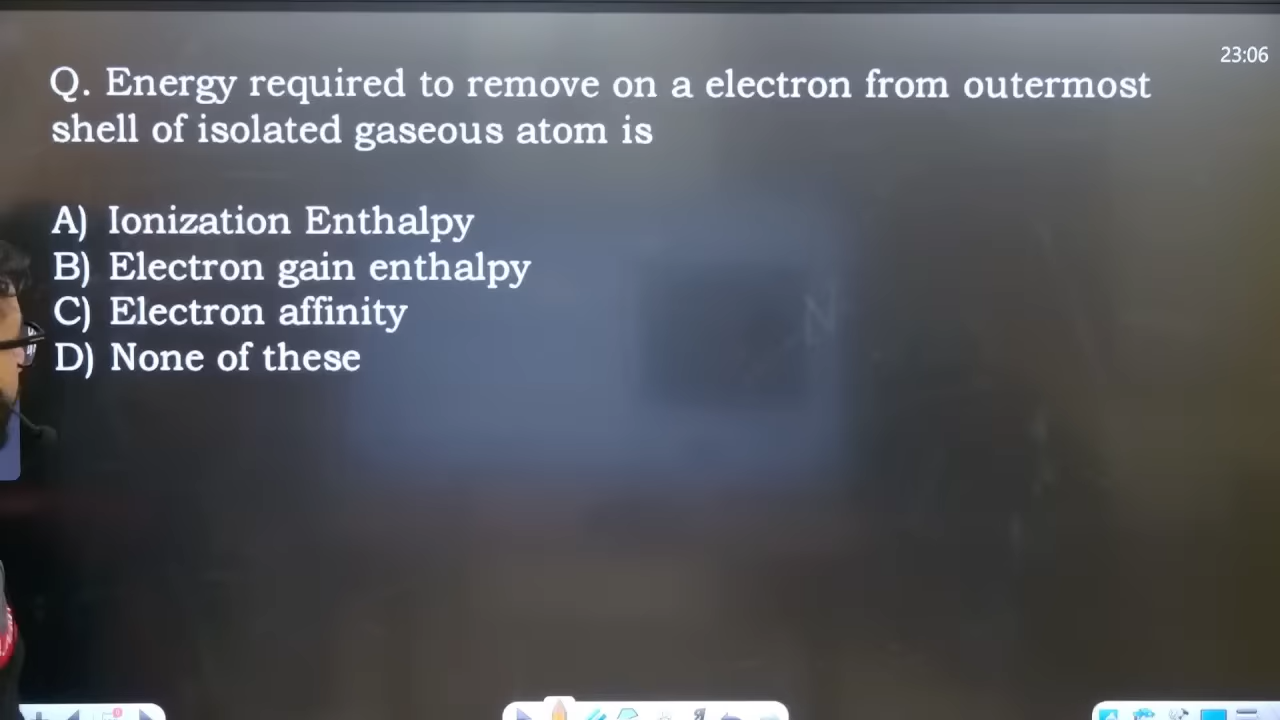 23:06
Q. Energy required to remove on a electron from outermost
shell of isolated gaseous atom is
A) Ionization Enthalpy
B) Electron gain enthalpy
C) Electron affinity
D) None of these
N